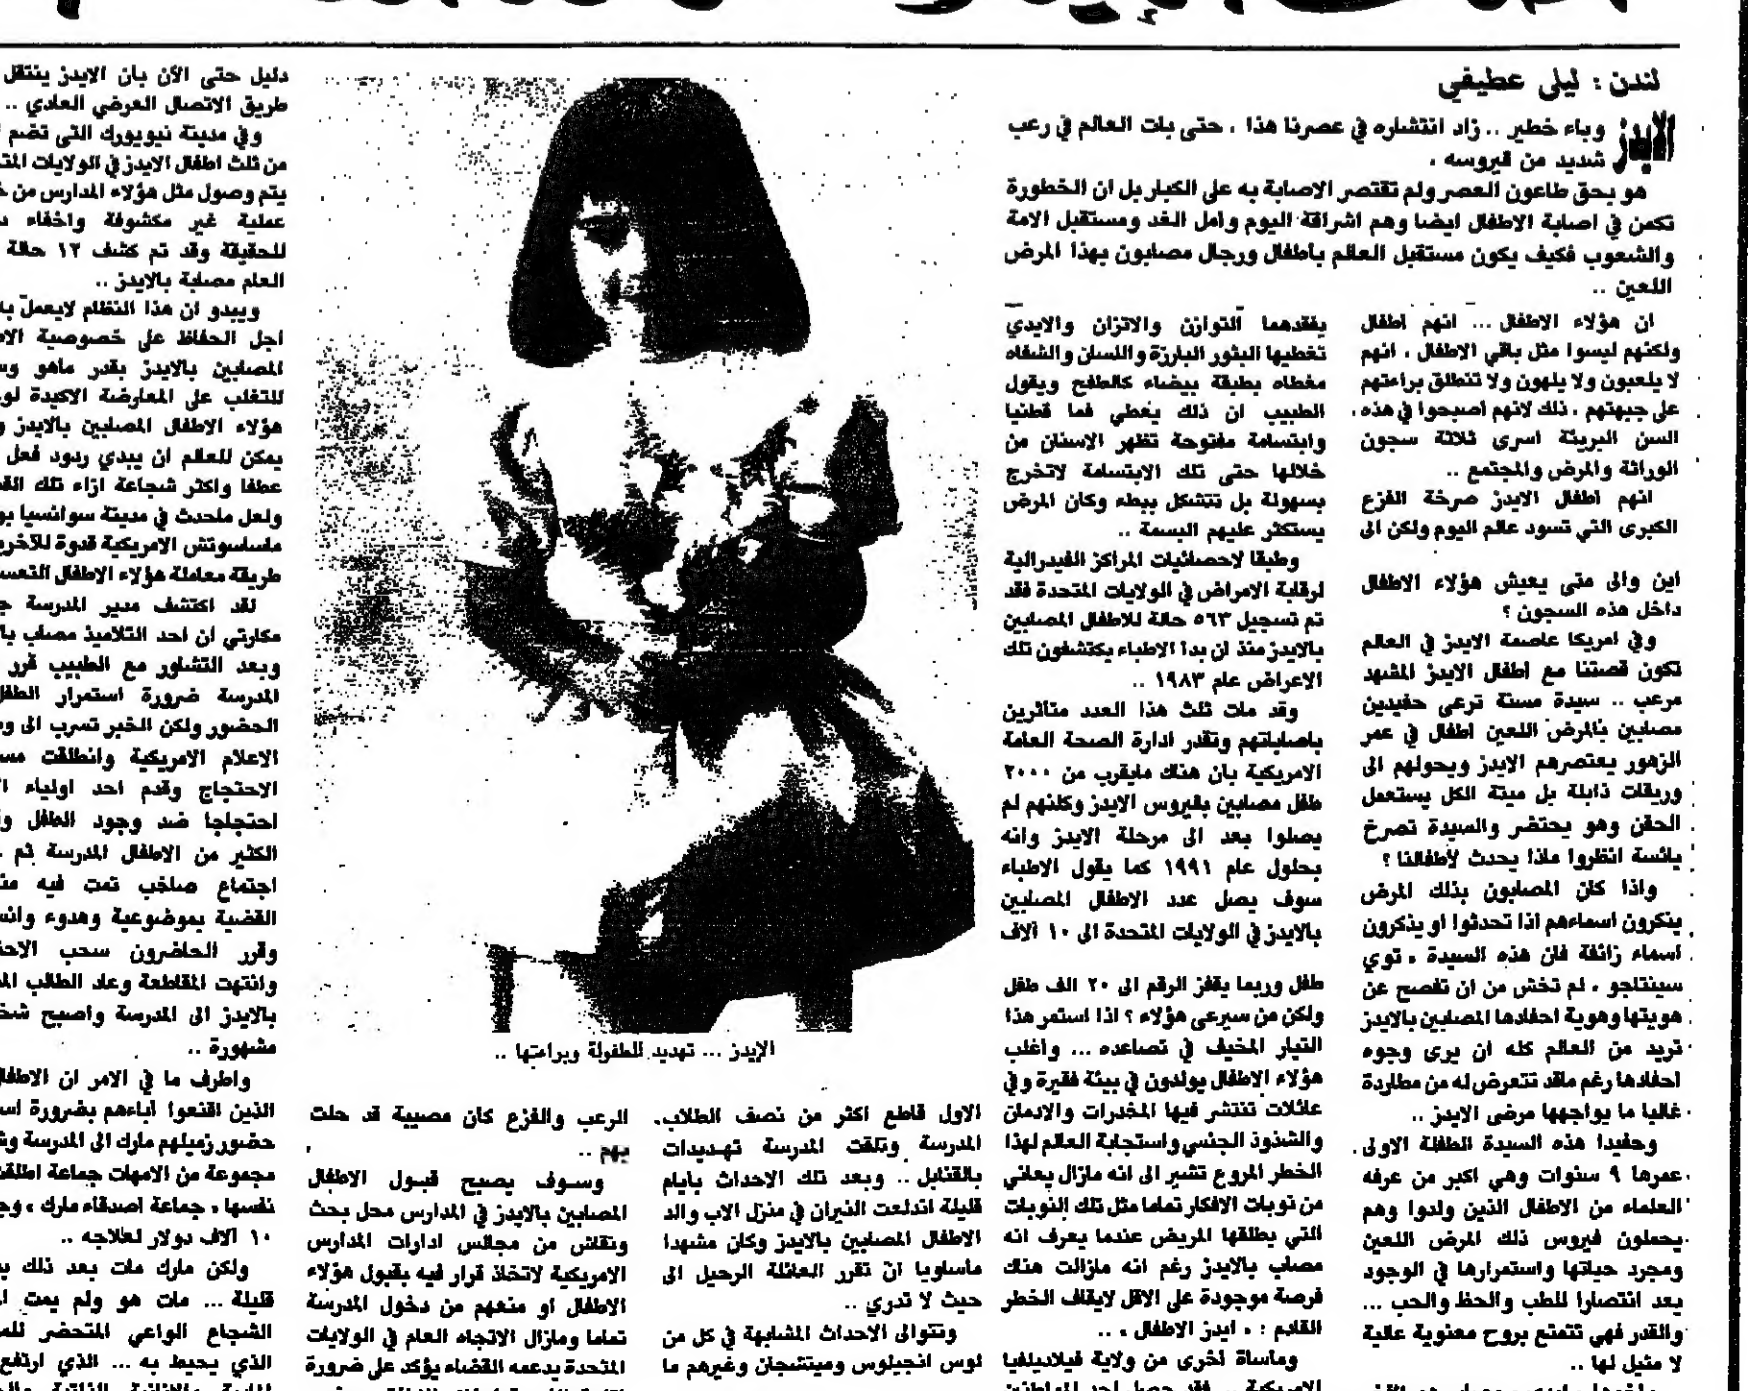 لندن : ليلى عطيفي
الايدز وباء خطير .. زاد انتشاره في عصرنا هذا ، حتى بات العالم في رعب
شديد من فيروسه .
هو بحق طاعون العصر ولم تقتصر الاصابة به على الكبار بل ان الخطورة
تكمن في اصابة الاطفال ايضا وهم اشراقة اليوم وامل الغد ومستقبل الامة
والشعوب فكيف يكون مستقبل العالم بأطفال ورجال مصابون بهذا المرض
اللعين ..
ان هؤلاء الاطفال ... انهم اطفال
ولكنهم ليسوا مثل باقي الاطفال ، انهم
لا يلعبون ولا يلهون ولا تنطلق براءتهم
على جبهتهم ، ذلك لانهم اصبحوا في هذه
السن البريئة اسرى ثلاثة سجون
الوراثة والمرض والمجتمع ..
انهم اطفال الايدز صرخة الفزع
الكبرى التي تسود عالم اليوم ولكن الى
اين والى متى يعيش هؤلاء الاطفال
داخل هذه السجون ؟
وفي امريكا عاصمة الايدز في العالم
تكون قصتنا مع اطفال الايدز المشهد
مرعب .. سيدة مسنة ترعى حفيدين
مصابين بالمرض اللعين اطفال في عمر
الزهور يعتصرهم الايدز ويحولهم الى
وريقات ذابلة بل ميتة الكل يستعمل
الحقن وهو يحتضر والسيدة تصرخ
يائسة انظروا ماذا يحدث لأطفالنا ؟
واذا كان المصابون بذلك المرض
ينكرون اسماءهم اذا تحدثوا او يذكرون
اسماء زائفة فان هذه السيدة ، توي
سينتاجو ، لم تخش من ان تفصح عن
هويتها وهوية احفادها المصابين بالايدز
تريد من العالم كله ان يرى وجوه
احفادها رغم ماقد تتعرض له من مطاردة
غالبا ما يواجهها مرضى الايدز ..
وحفيدا هذه السيدة الطفلة الاولى
عمرها ٩ سنوات وهي اكبر من عرفه
العلماء من الاطفال الذين ولدوا وهم
يحملون فيروس ذلك المرض اللعين
ومجرد حياتها واستمرارها في الوجود
يعد انتصارا للطب والحظ والحب ...
والقدر فهي تتمتع بروح معنوية عالية
لا مثيل لها ..
يفقدهما التوازن والاتزان والايدي
تغطيها البثور البارزة واللسان والشفاه
مغطاه بطبقة بيضاء كالطفح ويقول
الطبيب ان ذلك يعطي فما قطنيا
وابتسامة مفتوحة تظهر الاسنان من
خلالها حتى تلك الابتسامة لاتخرج
بسهولة بل تتشكل ببطء وكان المرض
يستكثر عليهم البسمة ..
وطبقا لاحصائيات المراكز الفيدرالية
لرقابة الامراض في الولايات المتحدة فقد
تم تسجيل ٥٦٣ حالة للاطفال المصابين
بالايدز منذ ان بدأ الاطباء يكتشفون تلك
الاعراض عام ١٩٨٣ ..
وقد مات ثلث هذا العدد متأثرين
باصاباتهم وتقدر ادارة الصحة العامة
الامريكية بان هناك مايقرب من ٢٠٠٠
طفل مصابين بفيروس الايدز وكلنهم لم
يصلوا بعد الى مرحلة الايدز وانه
بحلول عام ١٩٩١ كما يقول الاطباء
سوف يصل عدد الاطفال المصابين
بالايدز في الولايات المتحدة الى ١٠ آلاف
طفل وربما يقفز الرقم الى ٢٠ الف طفل
ولكن من سيرعى هؤلاء ؟ اذا استمر هذا
التيار المخيف في تصاعده ... واغلب
هؤلاء الاطفال يولدون في بيئة فقيرة وفي
عائلات تنتشر فيها المخدرات والادمان
والشذوذ الجنسي واستجابة العالم لهذا
الخطر المروع تشير الى انه مازال يعاني
من نوبات الافكار تماما مثل تلك النوبات
التي يطلقها المريض عندما يعرف انه
مصاب بالايدز رغم انه مازالت هناك
فرصة موجودة على الاقل لايقاف الخطر
القادم : ، ايدز الاطفال ، ..
ومأساة أخرى من ولاية فيلادبلفيا
الايدز ... تهديد للطفولة وبراءتها ..
الاول قاطع اكثر من نصف الطلاب
المدرسة وتلقت المدرسة تهديدات
بالقنابل .. وبعد تلك الاحداث بايام
قليلة اندلعت النيران في منزل الاب والد
الاطفال المصابين بالايدز وكان مشهدا
مأساويا ان تقرر العائلة الرحيل الى
حيث لا تدري ..
وتتوالى الاحداث المشابهة في كل من
لوس انجيلوس وميتشجان وغيرهم ما
الرعب والفزع كان مصيبة قد حلت
بهم ..
وسوف يصبح قبول الاطفال
المصابين بالايدز في المدارس محل بحث
ونقاش من مجالس ادارات المدارس
الامريكية لاتخاذ قرار فيه بقبول هؤلاء
الاطفال او منعهم من دخول المدرسة
تماما ومازال الاتجاه العام في الولايات
المتحدة يدعمه القضاء يؤكد على ضرورة
دليل حتى الآن بان الايدز ينتقل
طريق الاتصال العرضي العادي ..
وفي مدينة نيويورك التي تضم
من ثلث اطفال الايدز في الولايات
يتم وصول مثل هؤلاء المدارس من
عملية غير مكشوفة واخفاء
للحقيقة وقد تم كشف ١٢ حالة
العام مصابة بالايدز ..
ويبدو ان هذا النظام لايعمل
اجل الحفاظ على خصوصية
المصابين بالايدز بقدر ماهو
للتغلب على المعارضة الاكيدة
هؤلاء الاطفال المصابين بالايدز
يمكن للعالم ان يبدي ردود فعل
عطفا واكثر شجاعة ازاء تلك
ولعل ماحدث في مدينة سوانسيا
ماساسوتش الامريكية قدوة
طريقة معاملة هؤلاء الاطفال
لقد اكتشف مدير المدرسة
مكارتي ان احد التلاميذ مصاب
وبعد التشاور مع الطبيب قرر
المدرسة ضرورة استمرار
الحضور ولكن الخبر تسرب الى
الاعلام الامريكية وانطلقت
الاحتجاج وقدم احد اولياء
احتجاجا ضد وجود الطفل
الكثير من الاطفال المدرسة ثم
اجتماع صاخب تمت فيه
القضية بموضوعية وهدوء
وقرر الحاضرون سحب
وانتهت المقاطعة وعاد الطالب
بالايدز الى المدرسة واصبح
مشهورة ..
واطرف ما في الامر ان
الذين اقنعوا آباءهم بضرورة
حضور زميلهم مارك الى المدرسة
مجموعة من الامهات جماعة
نفسها ، جماعة اصدقاء مارك ،
١٠ آلاف دولار لعلاجه ..
ولكن مارك مات بعد ذلك
قليلة ... مات هو ولم يمت
الشجاع الواعي المتحضر
الذي يحيط به ... الذي